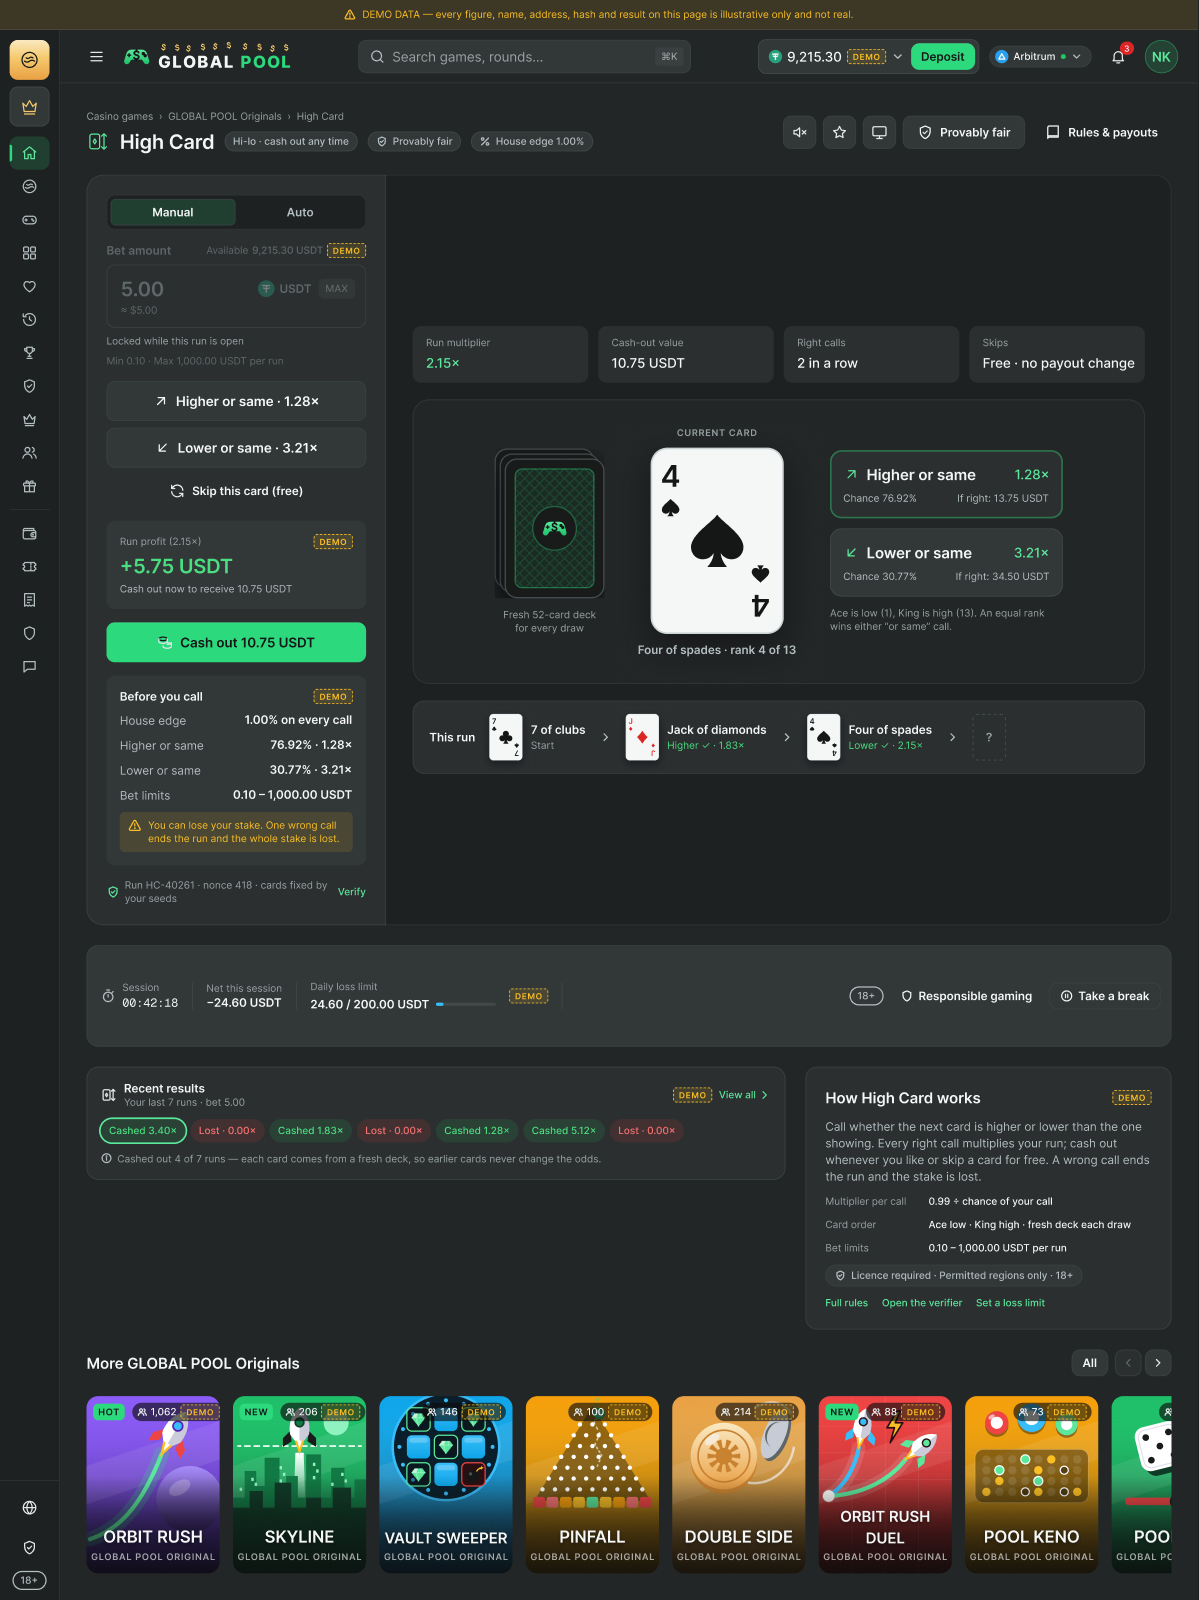 DEMO DATA — every figure, name, address, hash and result on this page is illustrative only and not real.
GLOBAL POOL
Search games, rounds...
⌘K
9,215.30 DEMO
Deposit
Arbitrum
3
NK
Casino games › GLOBAL POOL Originals › High Card
High Card
Hi-lo · cash out any time
Provably fair
House edge 1.00%
Provably fair
Rules & payouts
Manual
Auto
Bet amount
Available 9,215.30 USDT DEMO
5.00
USDT
MAX
≈ $5.00
Locked while this run is open
Min 0.10 · Max 1,000.00 USDT per run
Higher or same · 1.28×
Lower or same · 3.21×
Skip this card (free)
Run profit (2.15×)
DEMO
+5.75 USDT
Cash out now to receive 10.75 USDT
Cash out 10.75 USDT
Before you call
DEMO
House edge 1.00% on every call
Higher or same 76.92% · 1.28×
Lower or same 30.77% · 3.21×
Bet limits 0.10 – 1,000.00 USDT
You can lose your stake. One wrong call
ends the run and the whole stake is lost.
Run HC-40261 · nonce 418 · cards fixed by
your seeds
Verify
Run multiplier
2.15×
Cash-out value
10.75 USDT
Right calls
2 in a row
Skips
Free · no payout change
CURRENT CARD
Fresh 52-card deck
for every draw
4
4
Four of spades · rank 4 of 13
Higher or same 1.28×
Chance 76.92% If right: 13.75 USDT
Lower or same 3.21×
Chance 30.77% If right: 34.50 USDT
Ace is low (1), King is high (13). An equal rank
wins either “or same” call.
This run
7
7
7 of clubs
Start
J
J
Jack of diamonds
Higher ✓ · 1.83×
4
4
Four of spades
Lower ✓ · 2.15×
?
Session
00:42:18
Net this session
−24.60 USDT
Daily loss limit
24.60 / 200.00 USDT
DEMO
18+
Responsible gaming
Take a break
Recent results
Your last 7 runs · bet 5.00
DEMO
View all
Cashed 3.40×
Lost · 0.00×
Cashed 1.83×
Lost · 0.00×
Cashed 1.28×
Cashed 5.12×
Lost · 0.00×
Cashed out 4 of 7 runs — each card comes from a fresh deck, so earlier cards never change the odds.
How High Card works
DEMO
Call whether the next card is higher or lower than the one
showing. Every right call multiplies your run; cash out
whenever you like or skip a card for free. A wrong call ends
the run and the stake is lost.
Multiplier per call 0.99 ÷ chance of your call
Card order Ace low · King high · fresh deck each draw
Bet limits 0.10 – 1,000.00 USDT per run
Licence required · Permitted regions only · 18+
Full rules
Open the verifier
Set a loss limit
More GLOBAL POOL Originals
All
HOT
1,062 DEMO
ORBIT RUSH
GLOBAL POOL ORIGINAL
NEW
206 DEMO
SKYLINE
GLOBAL POOL ORIGINAL
146 DEMO
VAULT SWEEPER
GLOBAL POOL ORIGINAL
100 DEMO
PINFALL
GLOBAL POOL ORIGINAL
214 DEMO
DOUBLE SIDE
GLOBAL POOL ORIGINAL
NEW
88 DEMO
ORBIT RUSH
DUEL
GLOBAL POOL ORIGINAL
73 DEMO
POOL KENO
GLOBAL POOL ORIGINAL
POO
GLOBAL PO
18+